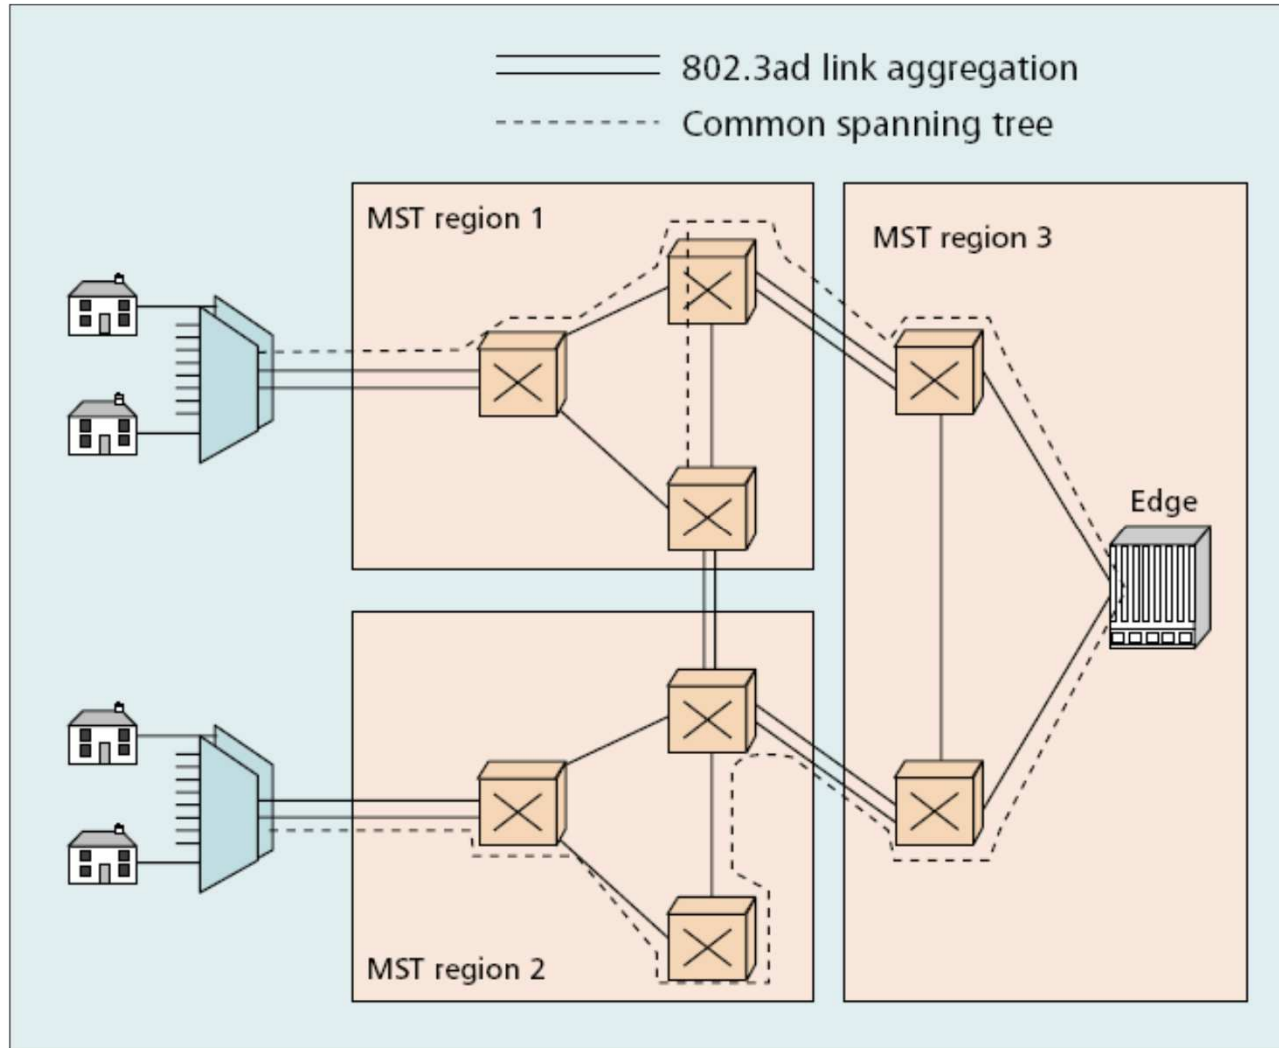 802.3ad link aggregation
Common spanning tree
MST region 1
MST region 3
Edge
MST region 2